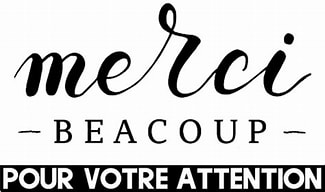 merci
– BEACOUP –
POUR VOTRE ATTENTION